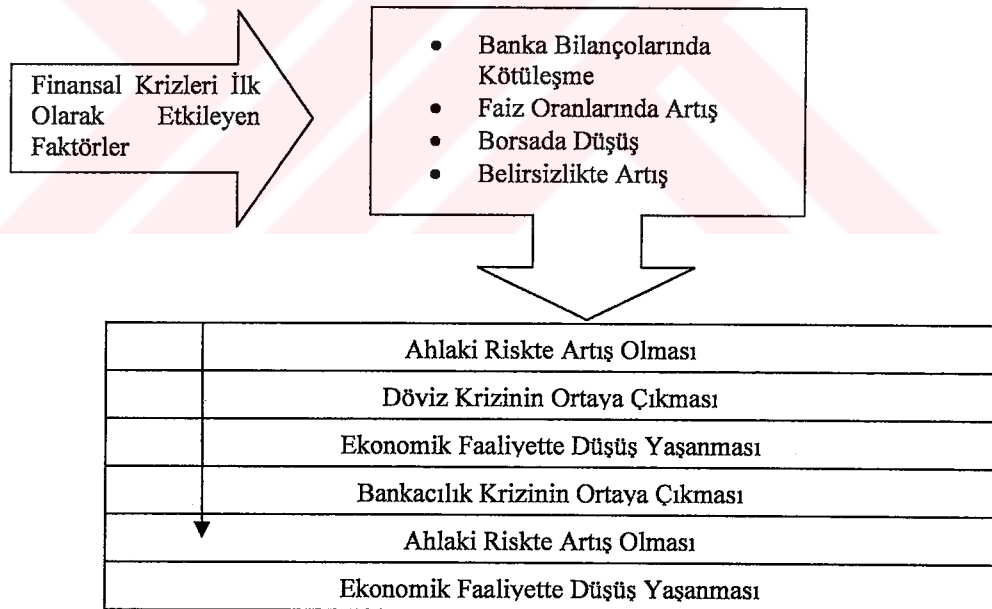 Finansal Krizleri İlk
Olarak Etkileyen
Faktörler
• Banka Bilançolarında
Kötüleşme
• Faiz Oranlarında Artış
• Borsada Düşüş
• Belirsizlikte Artış
Ahlaki Riskte Artış Olması
Döviz Krizinin Ortaya Çıkması
Ekonomik Faaliyette Düşüş Yaşanması
Bankacılık Krizinin Ortaya Çıkması
Ahlaki Riskte Artış Olması
Ekonomik Faaliyette Düşüş Yaşanması